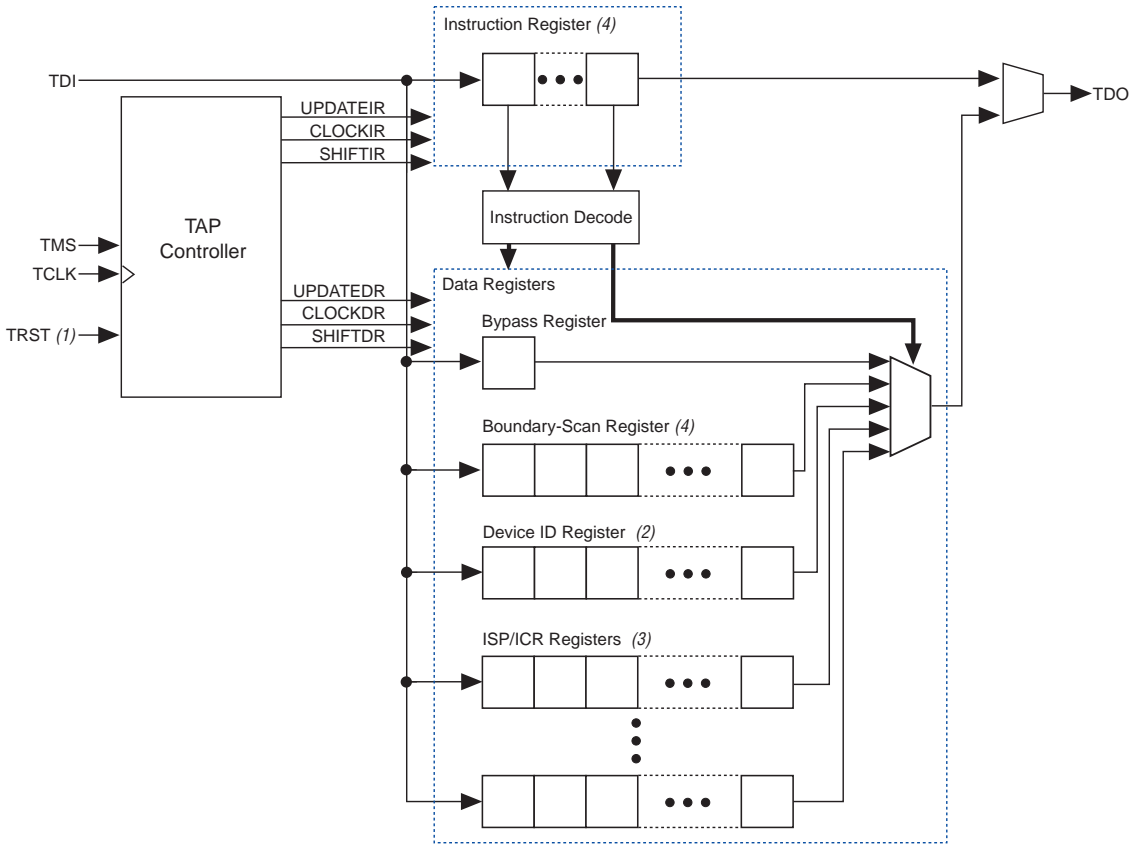 Instruction Register (4)
TDI
TDO
UPDATEIR
CLOCKIR
SHIFTIR
TAP
Controller
Instruction Decode
TMS
TCLK
TRST (1)
UPDATEDR
CLOCKDR
SHIFTDR
Data Registers
Bypass Register
Boundary-Scan Register (4)
Device ID Register (2)
ISP/ICR Registers (3)